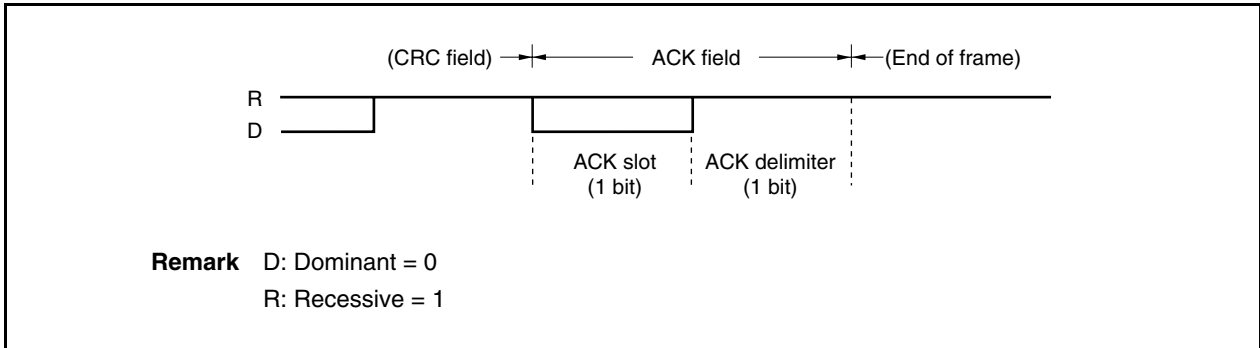 (CRC field) ACK field (End of frame)
R
D
ACK slot
(1 bit)
ACK delimiter
(1 bit)
Remark D: Dominant = 0
R: Recessive = 1